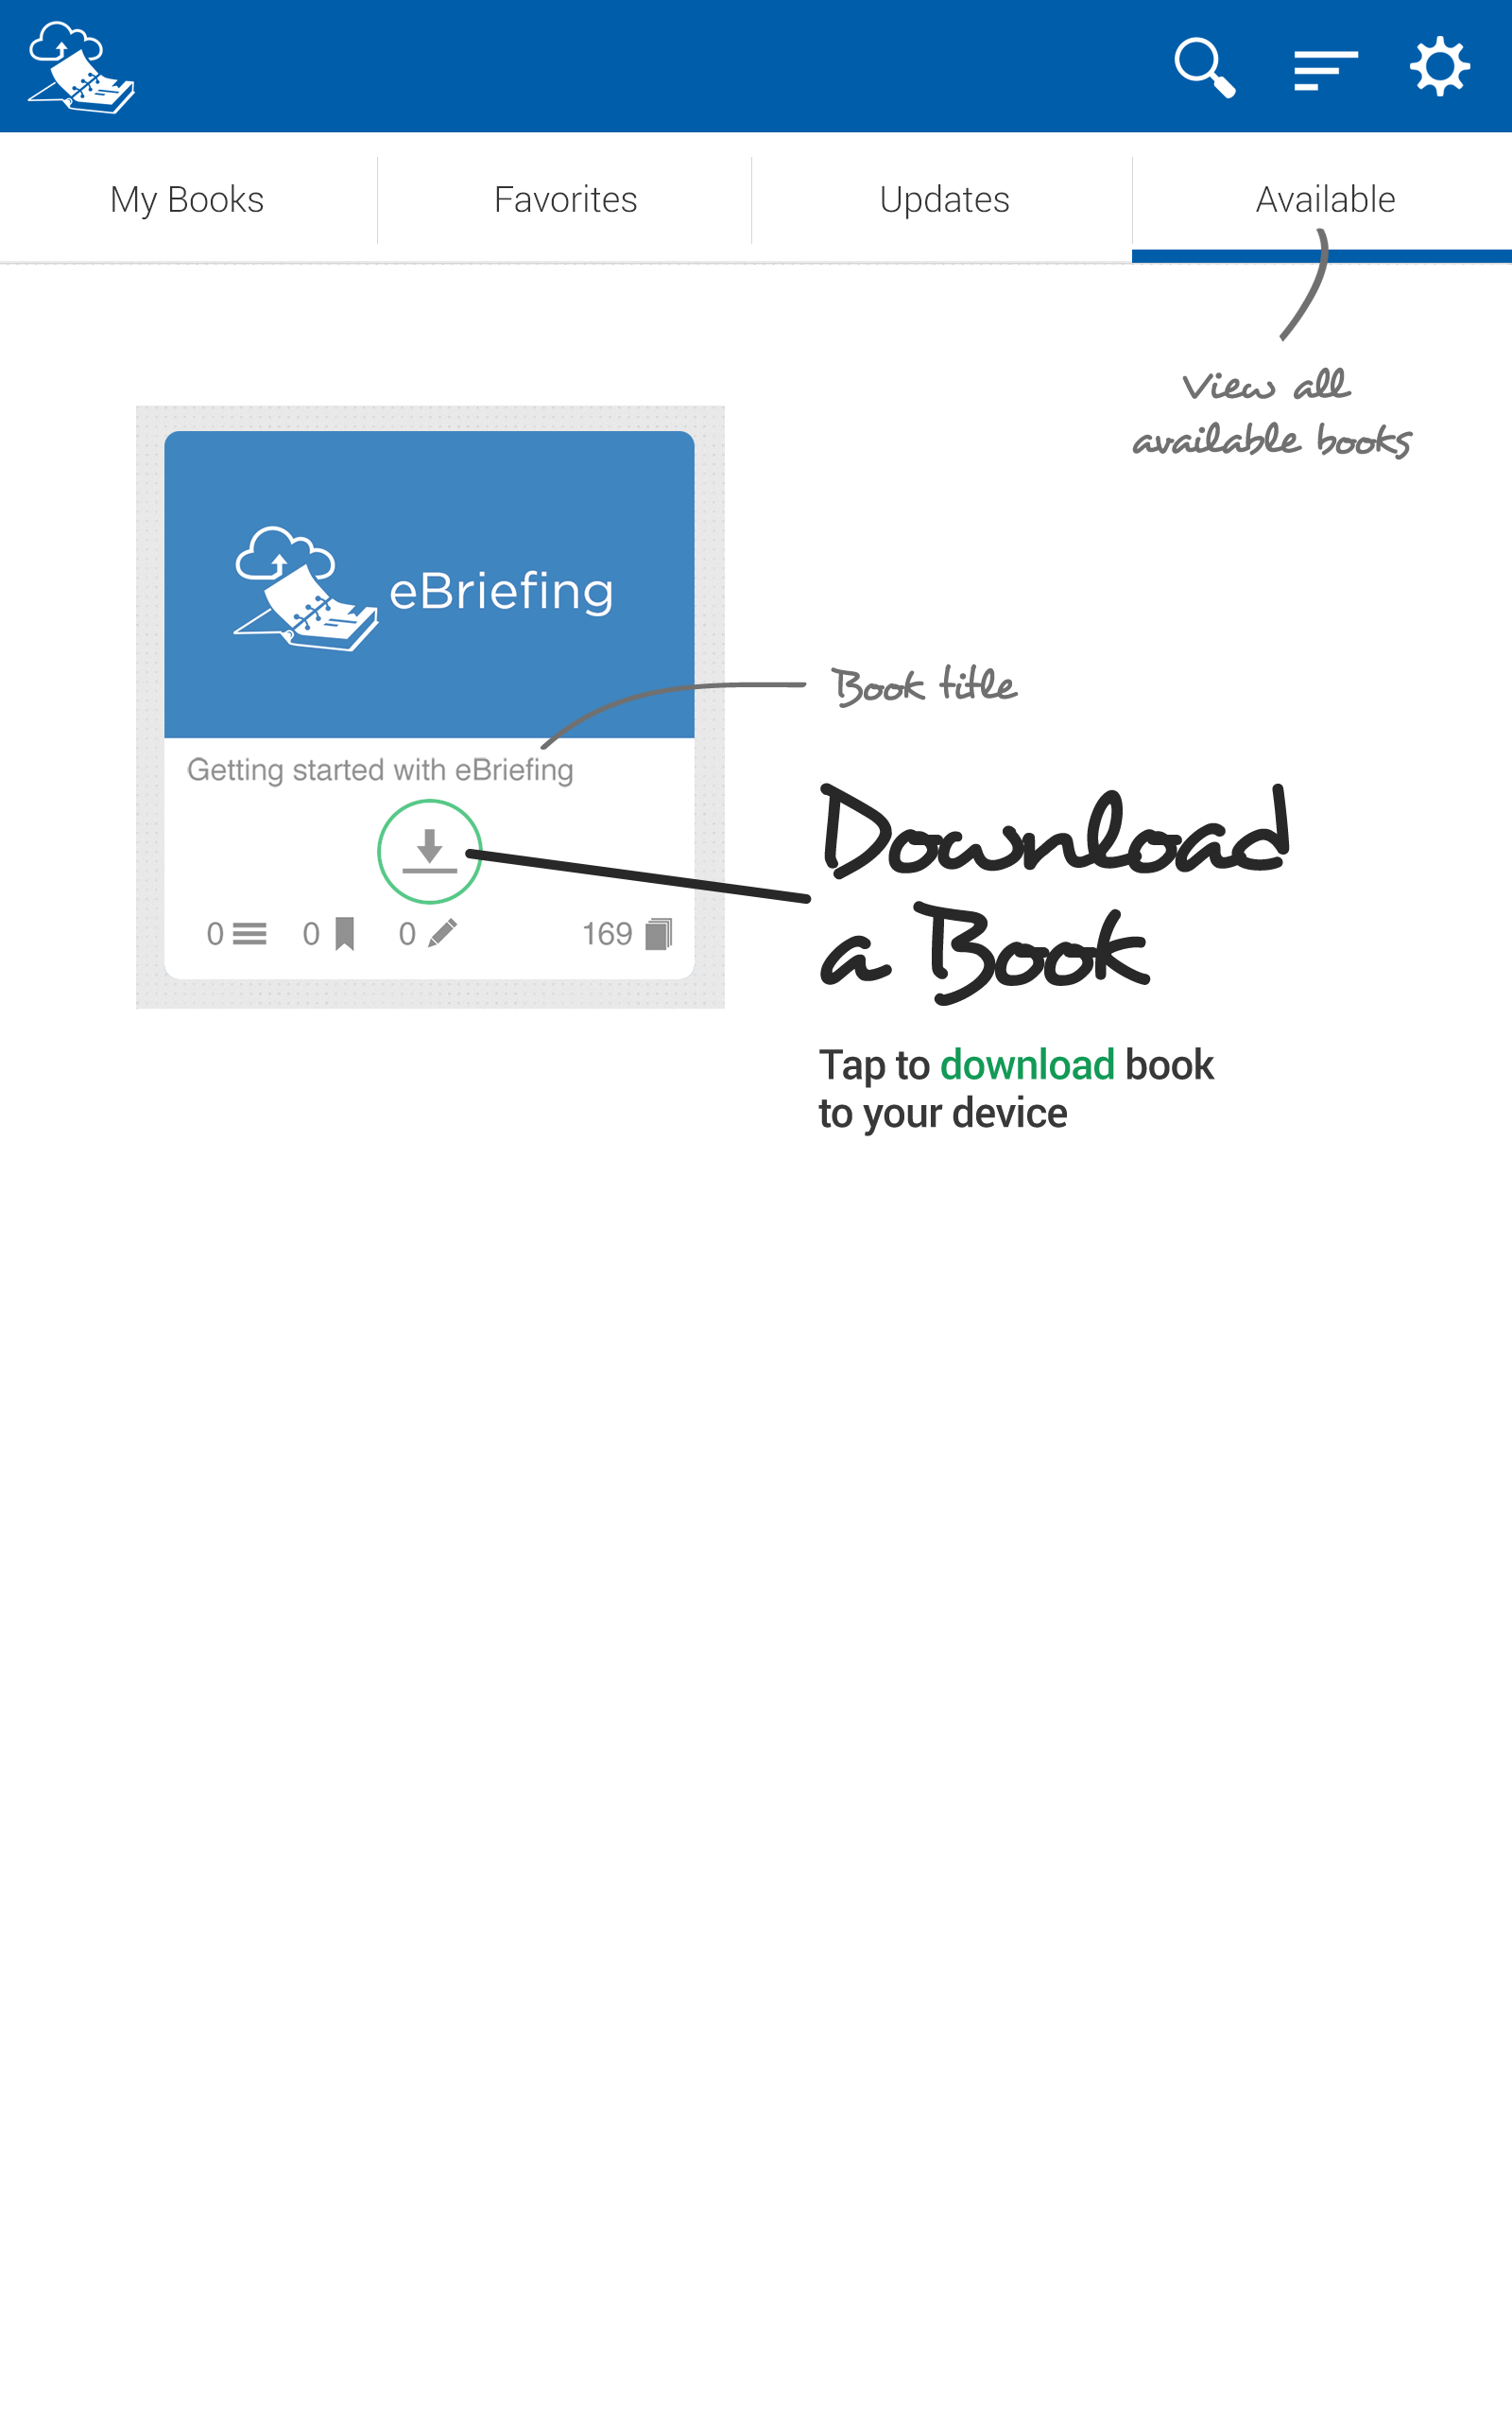 My Books Favorites Updates Available
View all
available books
eBriefing
Book title
Getting started with eBriefing
Download
a Book
0 0 0 169
Tap to download book
to your device